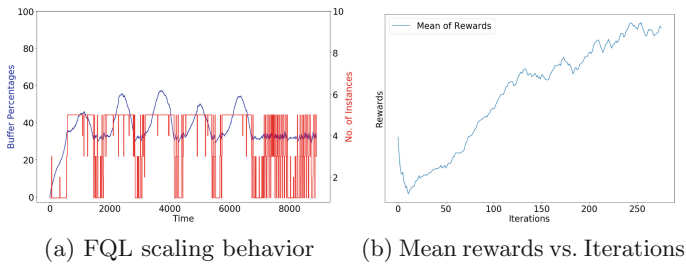 Buffer Percentages
100
80
60
40
20
0
0 2000 4000 6000 8000
Time
10
8
6
4
2
No. of Instances
(a) FQL scaling behavior
Mean of Rewards
Rewards
0 50 100 150 200 250
Iterations
(b) Mean rewards vs. Iterations